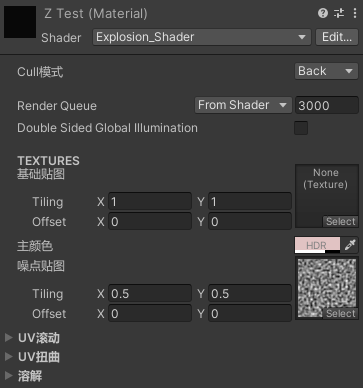 Z Test (Material)
Shader Explosion_Shader Edit...
Cull模式 Back
Render Queue From Shader 3000
Double Sided Global Illumination
TEXTURES
基础贴图
None
(Texture)
Tiling X 1 Y 1
Offset X 0 Y 0
Select
主颜色 HDR
噪点贴图
Tiling X 0.5 Y 0.5
Offset X 0 Y 0
Select
UV滚动
UV扭曲
溶解